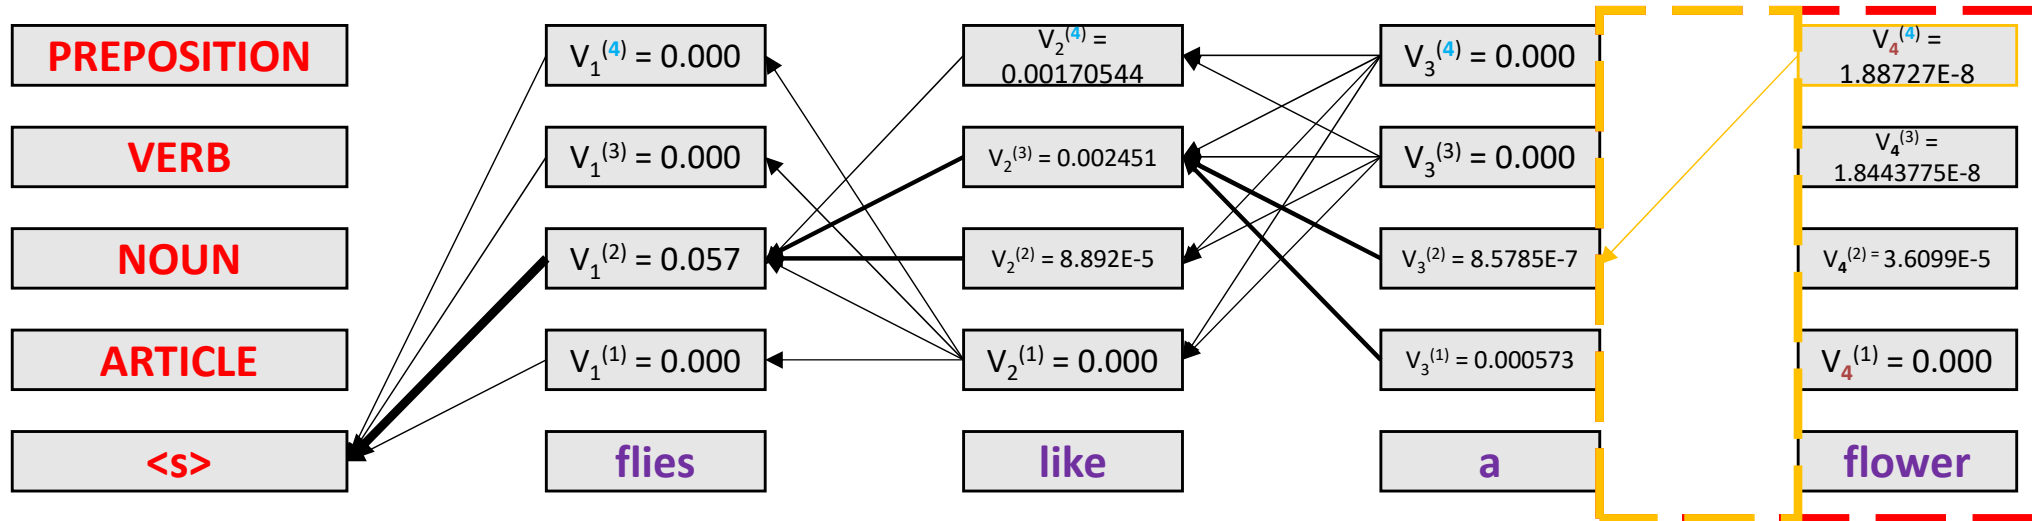 PREPOSITION
V₁⁽⁴⁾ = 0.000
V₂⁽⁴⁾ =
0.00170544
V₃⁽⁴⁾ = 0.000
V₄⁽⁴⁾ =
1.88727E-8
VERB
V₁⁽³⁾ = 0.000
V₂⁽³⁾ = 0.002451
V₃⁽³⁾ = 0.000
V₄⁽³⁾ =
1.8443775E-8
NOUN
V₁⁽²⁾ = 0.057
V₂⁽²⁾ = 8.892E-5
V₃⁽²⁾ = 8.5785E-7
V₄⁽²⁾ = 3.6099E-5
ARTICLE
V₁⁽¹⁾ = 0.000
V₂⁽¹⁾ = 0.000
V₃⁽¹⁾ = 0.000573
V₄⁽¹⁾ = 0.000
<s>
flies
like
a
flower